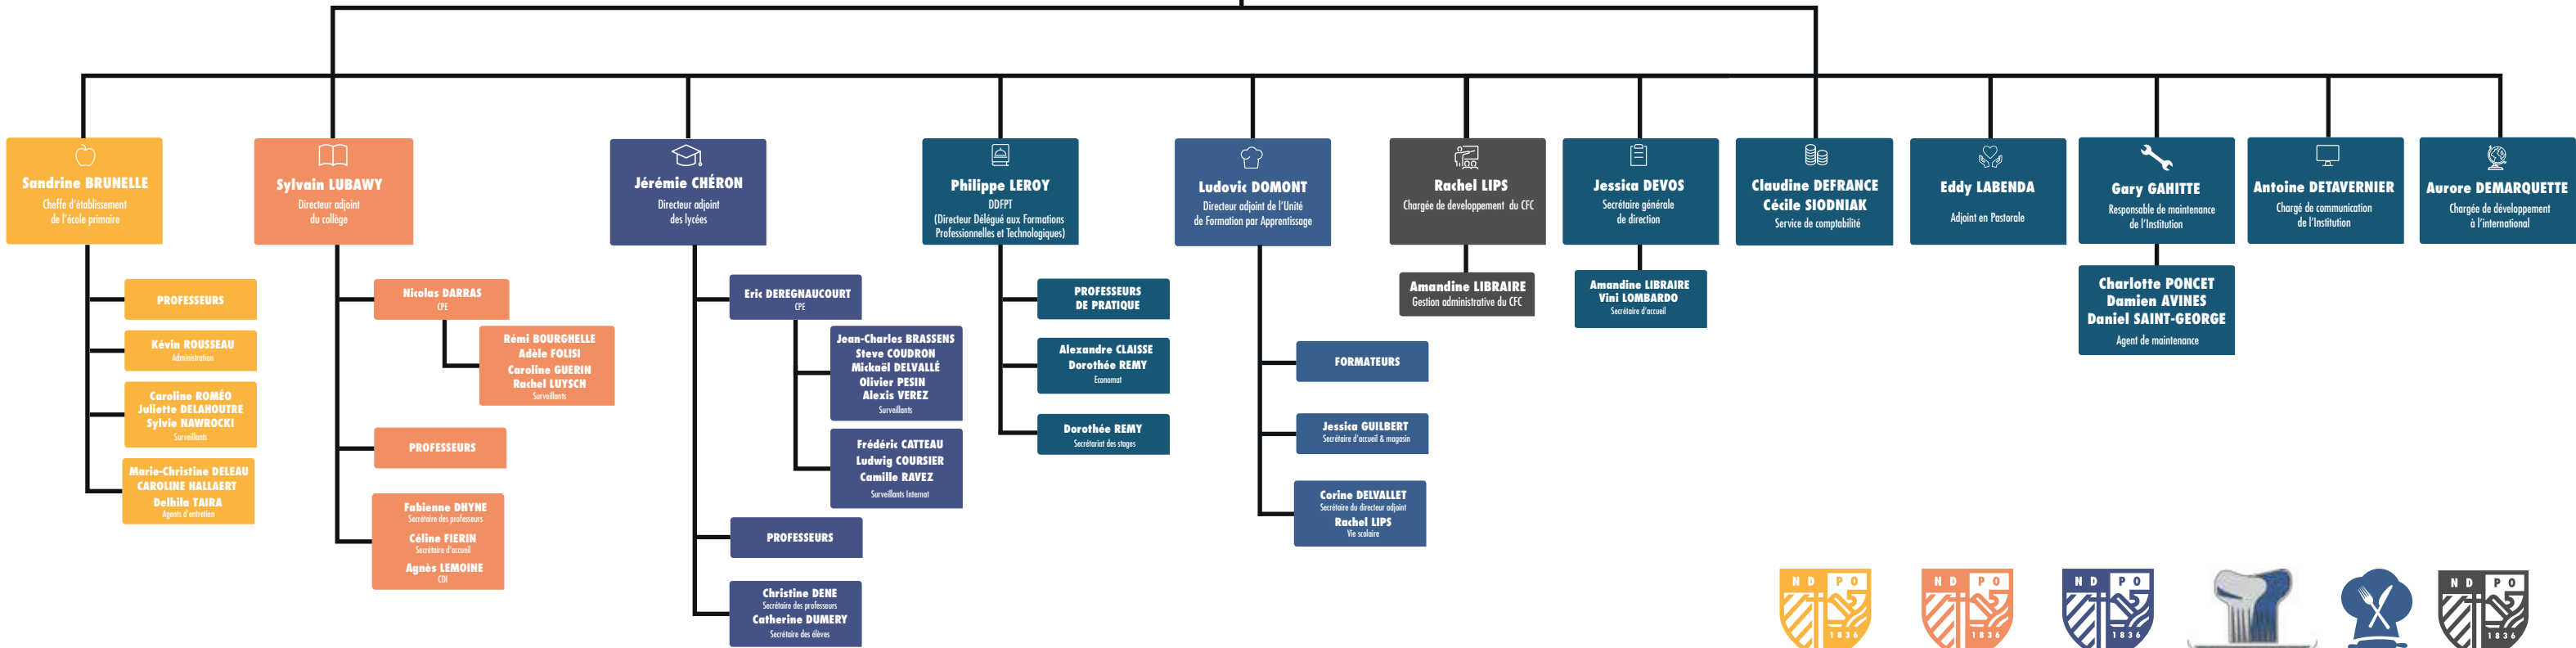 Sandrine BRUNELLE
Cheffe d'établissement
de l'école primaire
PROFESSEURS
Kévin ROUSSEAU
Administration
Caroline ROMÉO
Juliette DELAHOUTRE
Sylvie NAWROCKI
Surveillants
Marie-Christine DELEAU
CAROLINE HALLAERT
Delhila TAIRA
Agents d'entretien
Sylvain LUBAWY
Directeur adjoint
du collège
Nicolas DARRAS
CPE
Rémi BOURGHELLE
Adèle FOLISI
Caroline GUERIN
Rachel LUYSCH
Surveillants
PROFESSEURS
Fabienne DHYNE
Secrétaire des professeurs
Céline FIERIN
Secrétaire d'accueil
Agnès LEMOINE
CDI
Jérémie CHÉRON
Directeur adjoint
des lycées
Eric DEREGNAUCOURT
CPE
Jean-Charles BRASSENS
Steve COUDRON
Mickaël DELVALLÉ
Olivier PESIN
Alexis VEREZ
Surveillants
Frédéric CATTEAU
Ludwig COURSIER
Camille RAVEZ
Surveillants Internat
PROFESSEURS
Christine DENE
Secrétaire des professeurs
Catherine DUMERY
Secrétaire des élèves
Philippe LEROY
DDFPT
(Directeur Délégué aux Formations
Professionnelles et Technologiques)
PROFESSEURS
DE PRATIQUE
Alexandre CLAISSE
Dorothée REMY
Economat
Dorothée REMY
Secrétariat des stages
Ludovic DOMONT
Directeur adjoint de l'Unité
de Formation par Apprentissage
FORMATEURS
Jessica GUILBERT
Secrétaire d'accueil & magasin
Corine DELVALLET
Secrétaire du directeur adjoint
Rachel LIPS
Vie scolaire
Rachel LIPS
Chargée de developpement du CFC
Amandine LIBRAIRE
Gestion administrative du CFC
Jessica DEVOS
Secrétaire générale
de direction
Amandine LIBRAIRE
Vini LOMBARDO
Secrétaire d'accueil
Claudine DEFRANCE
Cécile SIODNIAK
Service de comptabilité
Eddy LABENDA
Adjoint en Pastorale
Gary GAHITTE
Responsable de maintenance
de l'Institution
Charlotte PONCET
Damien AVINES
Daniel SAINT-GEORGE
Agent de maintenance
Antoine DETAVERNIER
Chargé de communication
de l'Institution
Aurore DEMARQUETTE
Chargée de développement
à l'international
N D P O
1836
N D P O
1836
N D P O
1836
N D P O
1836